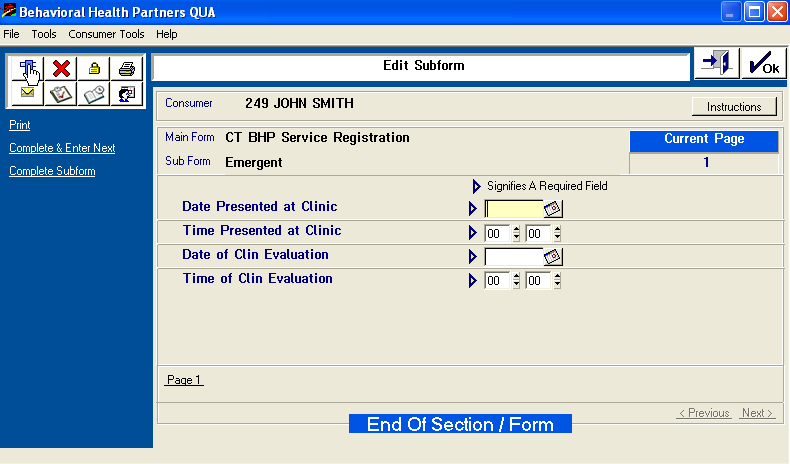 Behavioral Health Partners QUA
File Tools Consumer Tools Help
Edit Subform
Ok
Consumer 249 JOHN SMITH
Instructions
Print
Complete & Enter Next
Complete Subform
Main Form CT BHP Service Registration
Current Page
Sub Form Emergent
1
Signifies A Required Field
Date Presented at Clinic
Time Presented at Clinic 00 00
Date of Clin Evaluation
Time of Clin Evaluation 00 00
Page 1
< Previous Next >
End Of Section / Form